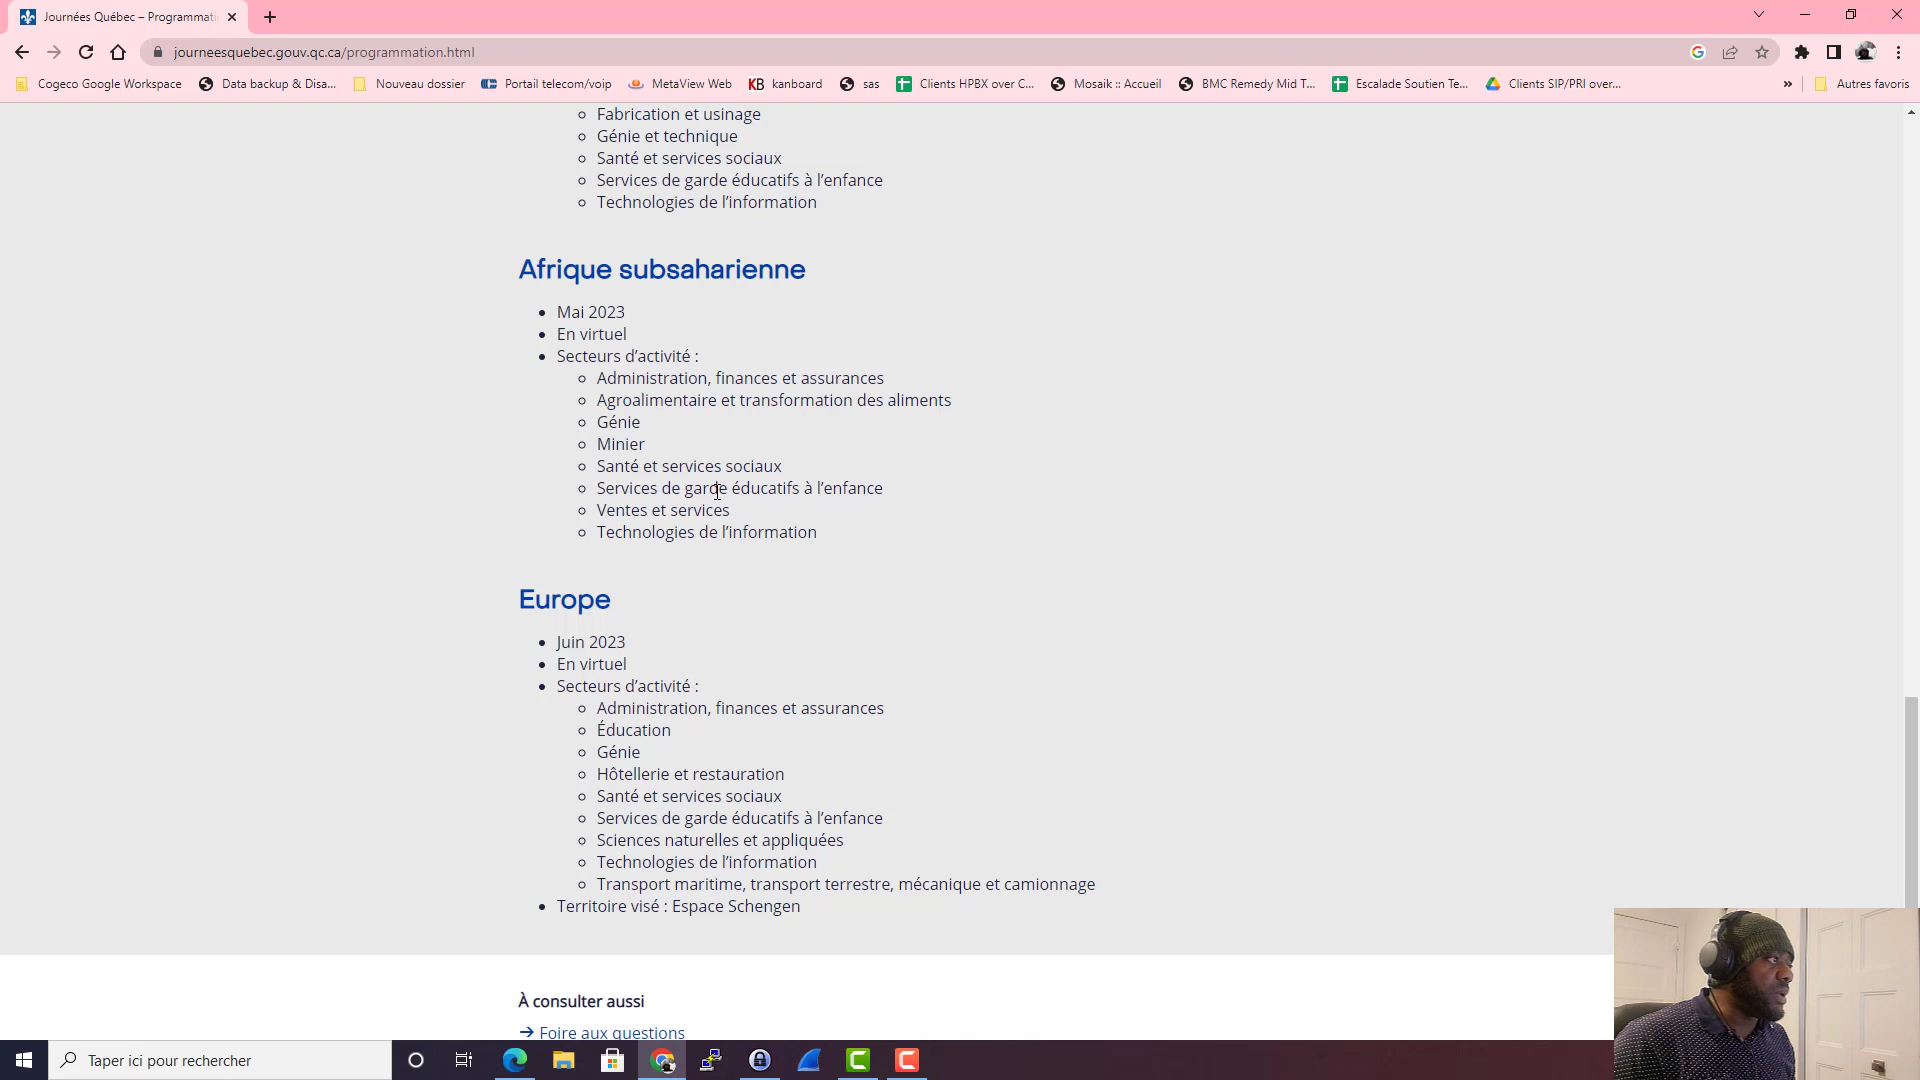 Journées Québec – Programmati
journeesquebec.gouv.qc.ca/programmation.html
Cogeco Google Workspace
Data backup & Disa...
Nouveau dossier
Portail telecom/voip
MetaView Web
KB kanboard
sas
Clients HPBX over C...
Mosaik :: Accueil
BMC Remedy Mid T...
Escalade Soutien Te...
Clients SIP/PRI over...
»
Autres favoris
Fabrication et usinage
Génie et technique
Santé et services sociaux
Services de garde éducatifs à l’enfance
Technologies de l’information
Afrique subsaharienne
Mai 2023
En virtuel
Secteurs d’activité :
Administration, finances et assurances
Agroalimentaire et transformation des aliments
Génie
Minier
Santé et services sociaux
Services de garde éducatifs à l’enfance
Ventes et services
Technologies de l’information
Europe
Juin 2023
En virtuel
Secteurs d’activité :
Administration, finances et assurances
Éducation
Génie
Hôtellerie et restauration
Santé et services sociaux
Services de garde éducatifs à l’enfance
Sciences naturelles et appliquées
Technologies de l’information
Transport maritime, transport terrestre, mécanique et camionnage
Territoire visé : Espace Schengen
À consulter aussi
→ Foire aux questions
Taper ici pour rechercher